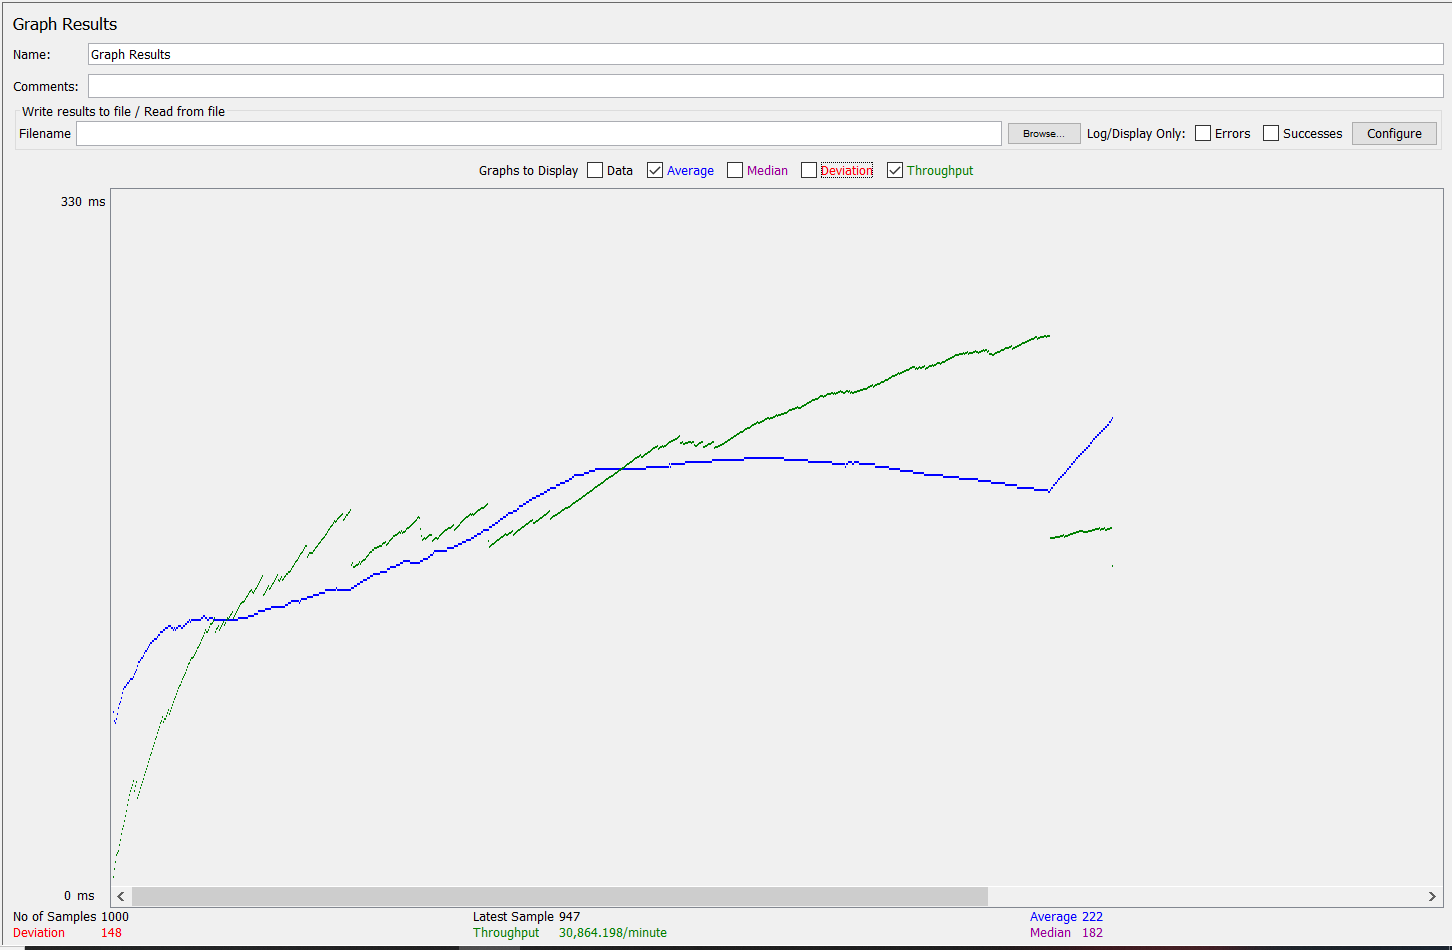 Graph Results
Name: Graph Results
Comments:
Write results to file / Read from file
Filename Browse... Log/Display Only: Errors Successes Configure
Graphs to Display Data Average Median Deviation Throughput
330 ms
0 ms
No of Samples 1000 Latest Sample 947 Average 222
Deviation 148 Throughput 30,864.198/minute Median 182